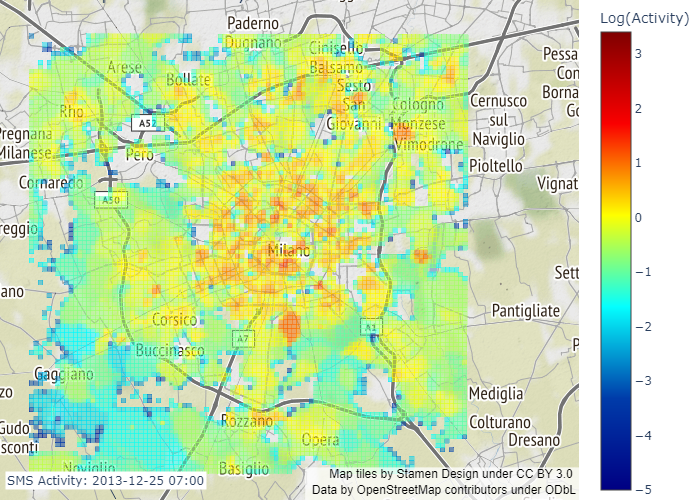 Log(Activity)
3
2
1
0
−1
−2
−3
−4
−5
Paderno
Dugnano
Cinisello
Balsamo
Arese
Bollate
Sesto
San
Giovanni
Cologno
Monzese
Cernusco
sul
Naviglio
Pessa
Con
Borna
Go
Rho
A52
Pregnana
Milanese
Pero
Vimodrone
Pioltello
Cornaredo
Vignat
A50
reggio
Milano
Sett
ano
Pantigliate
Corsico
A7
A1
P
Buccinasco
Gaggiano
zo
Mediglia
Rozzano
Colturano
Gudo
sconti
Opera
Dresano
Noviglio
Basiglio
SMS Activity: 2013-12-25 07:00
Map tiles by Stamen Design under CC BY 3.0
Data by OpenStreetMap contributors under ODbL